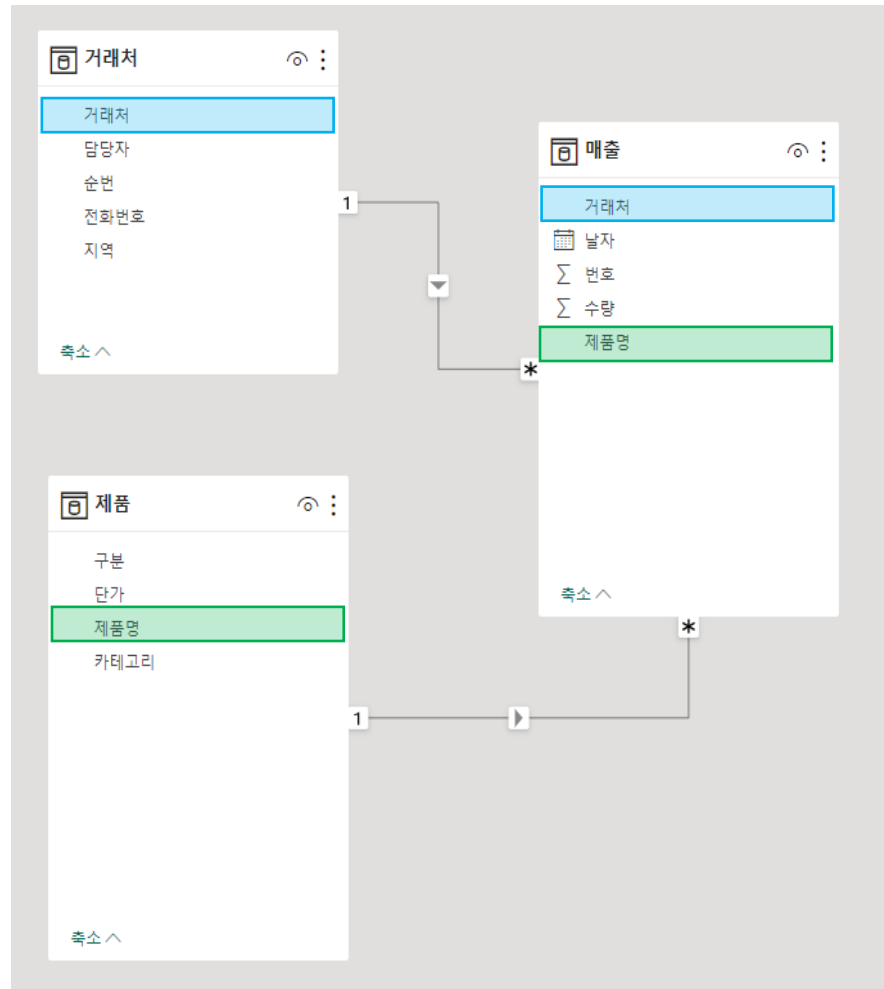 거래처
거래처
담당자
순번
전화번호
지역
축소
1
*
매출
거래처
날자
번호
수량
제품명
축소
*
제품
구분
단가
제품명
카테고리
축소
1